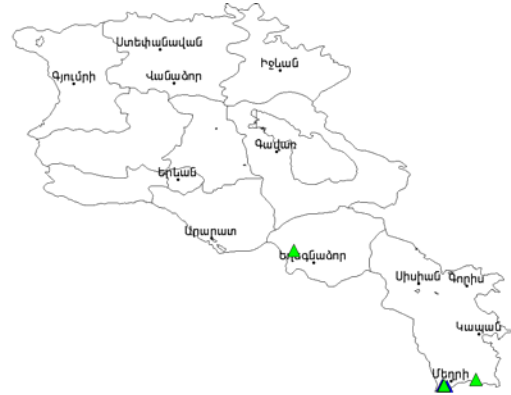 Ստեփանավան
Իջևան
Գյումրի
Վանաձոր
Գավառ
Երևան
Արարատ
Եղեգնաձոր
Սիսիան
Գորիս
Կապան
Մեղրի